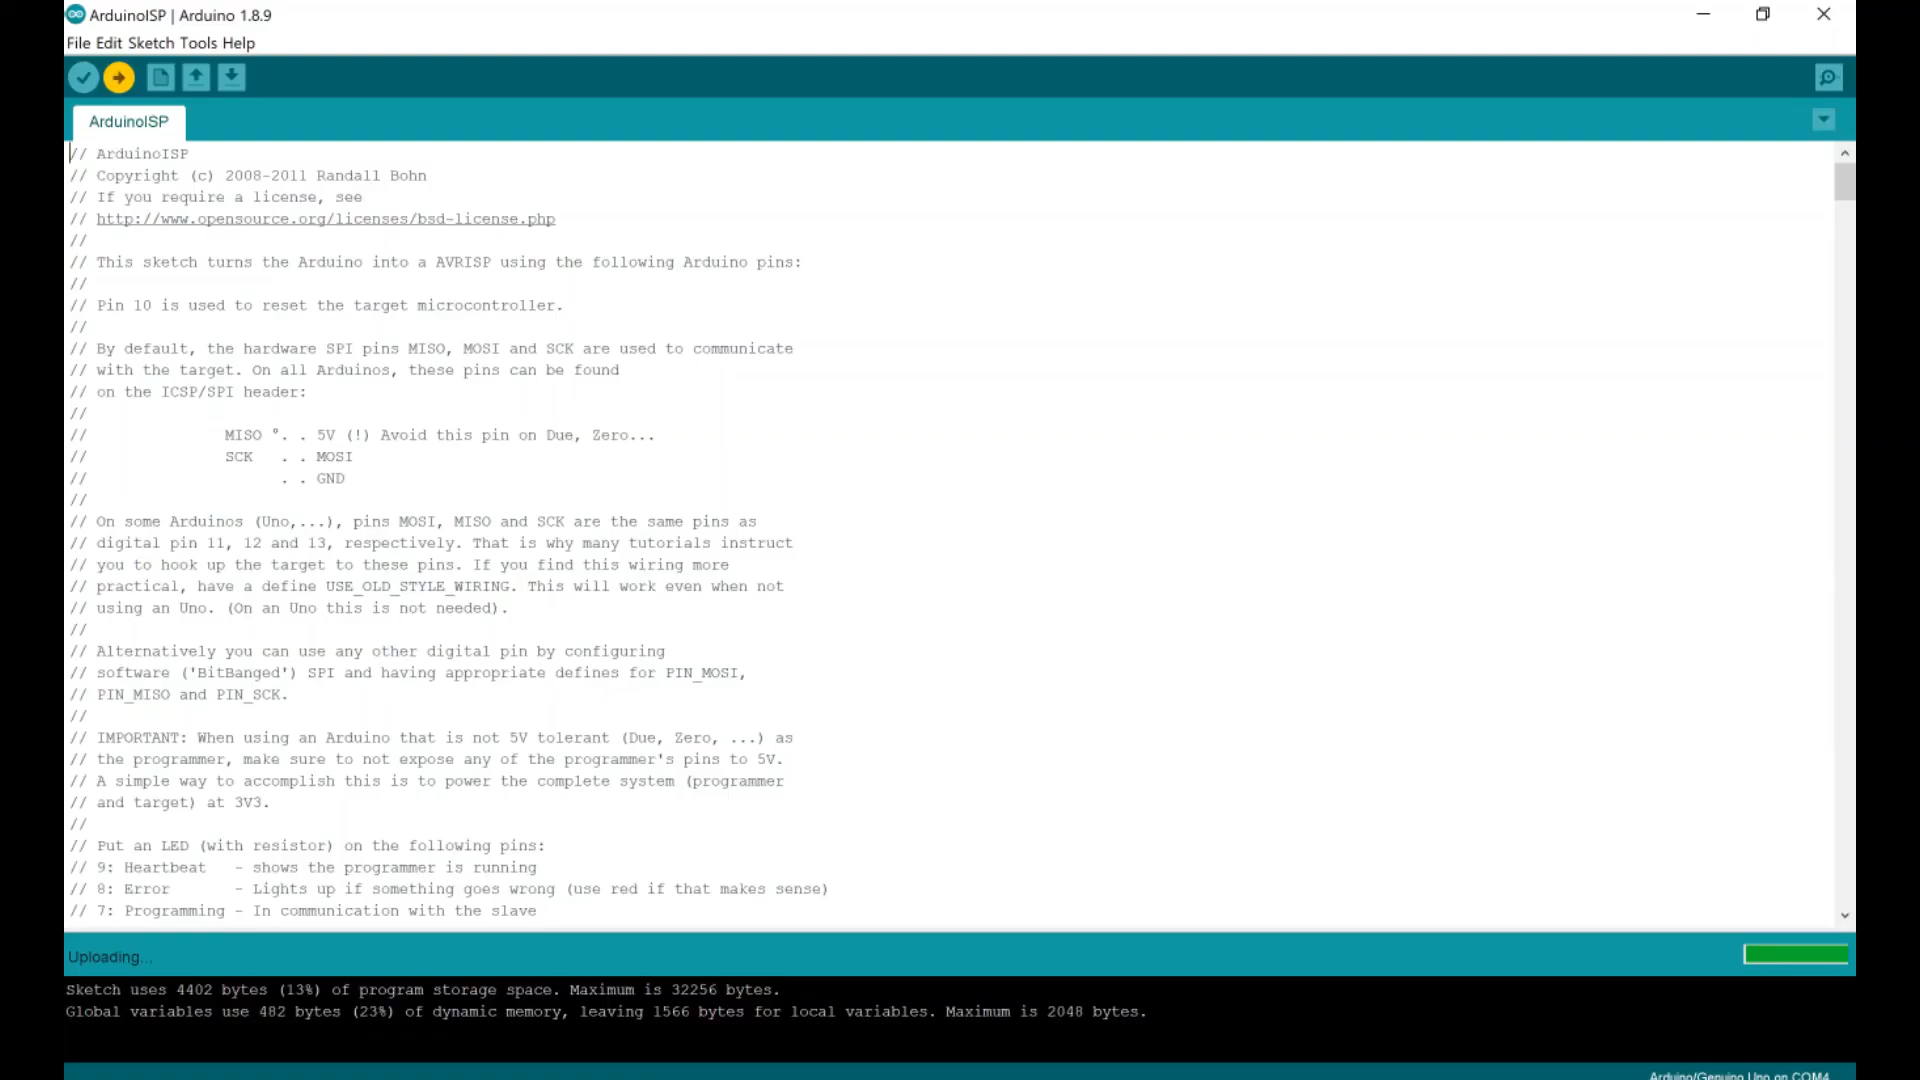 ArduinoISP | Arduino 1.8.9
File Edit Sketch Tools Help
ArduinoISP
// ArduinoISP
// Copyright (c) 2008-2011 Randall Bohn
// If you require a license, see
// http://www.opensource.org/licenses/bsd-license.php
//
// This sketch turns the Arduino into a AVRISP using the following Arduino pins:
//
// Pin 10 is used to reset the target microcontroller.
//
// By default, the hardware SPI pins MISO, MOSI and SCK are used to communicate
// with the target. On all Arduinos, these pins can be found
// on the ICSP/SPI header:
//
// MISO °. . 5V (!) Avoid this pin on Due, Zero...
// SCK . . MOSI
// . . GND
//
// On some Arduinos (Uno,...), pins MOSI, MISO and SCK are the same pins as
// digital pin 11, 12 and 13, respectively. That is why many tutorials instruct
// you to hook up the target to these pins. If you find this wiring more
// practical, have a define USE_OLD_STYLE_WIRING. This will work even when not
// using an Uno. (On an Uno this is not needed).
//
// Alternatively you can use any other digital pin by configuring
// software ('BitBanged') SPI and having appropriate defines for PIN_MOSI,
// PIN_MISO and PIN_SCK.
//
// IMPORTANT: When using an Arduino that is not 5V tolerant (Due, Zero, ...) as
// the programmer, make sure to not expose any of the programmer's pins to 5V.
// A simple way to accomplish this is to power the complete system (programmer
// and target) at 3V3.
//
// Put an LED (with resistor) on the following pins:
// 9: Heartbeat - shows the programmer is running
// 8: Error - Lights up if something goes wrong (use red if that makes sense)
// 7: Programming - In communication with the slave
Uploading...
Sketch uses 4402 bytes (13%) of program storage space. Maximum is 32256 bytes.
Global variables use 482 bytes (23%) of dynamic memory, leaving 1566 bytes for local variables. Maximum is 2048 bytes.
Arduino/Genuino Uno on COM4